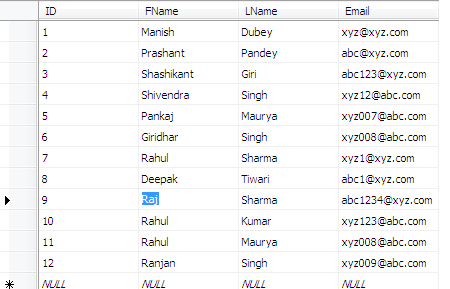 ID FName LName Email
1 Manish Dubey xyz@xyz.com
2 Prashant Pandey abc@xyz.com
3 Shashikant Giri abc123@xyz.com
4 Shivendra Singh xyz12@abc.com
5 Pankaj Maurya xyz007@abc.com
6 Giridhar Singh xyz008@abc.com
7 Rahul Sharma xyz1@xyz.com
8 Deepak Tiwari abc1@xyz.com
9 Raj Sharma abc1234@xyz.com
10 Rahul Kumar xyz123@abc.com
11 Rahul Maurya xyz008@abc.com
12 Ranjan Singh xyz009@abc.com
NULL NULL NULL NULL